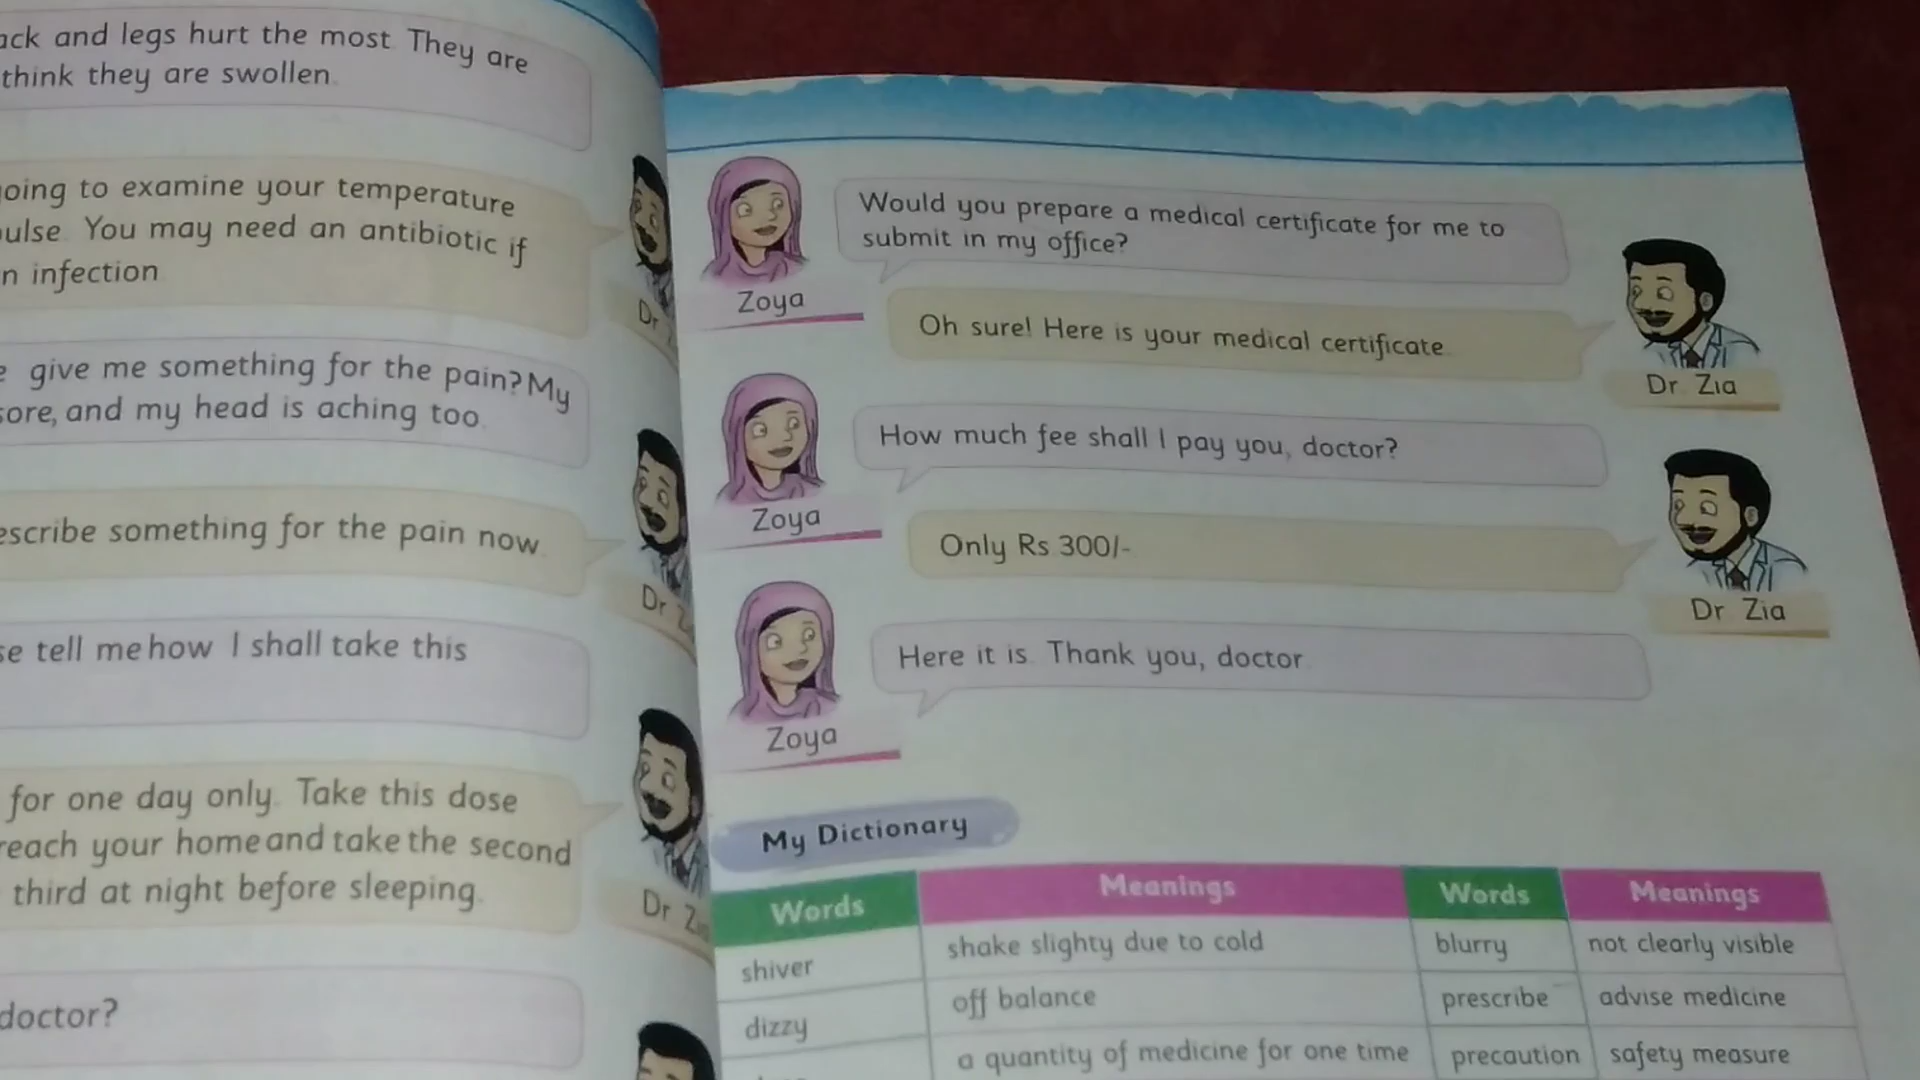 and legs hurt the most. They are
think they are swollen.
to examine your temperature
You may need an antibiotic if
infection
give me something for the pain? My
and my head is aching too.
something for the pain now.
tell me how I shall take this
for one day only. Take this dose
your home and take the second
third at night before sleeping.
doctor?
Dr
Dr
Dr
Would you prepare a medical certificate for me to
submit in my office?
Zoya
Oh sure! Here is your medical certificate.
Dr. Zia
How much fee shall I pay you, doctor?
Zoya
Only Rs 300/-
Dr. Zia
Here it is. Thank you, doctor.
Zoya
My Dictionary
Words Meanings Words Meanings
shiver shake slighty due to cold blurry not clearly visible
dizzy off balance prescribe advise medicine
a quantity of medicine for one time precaution safety measure